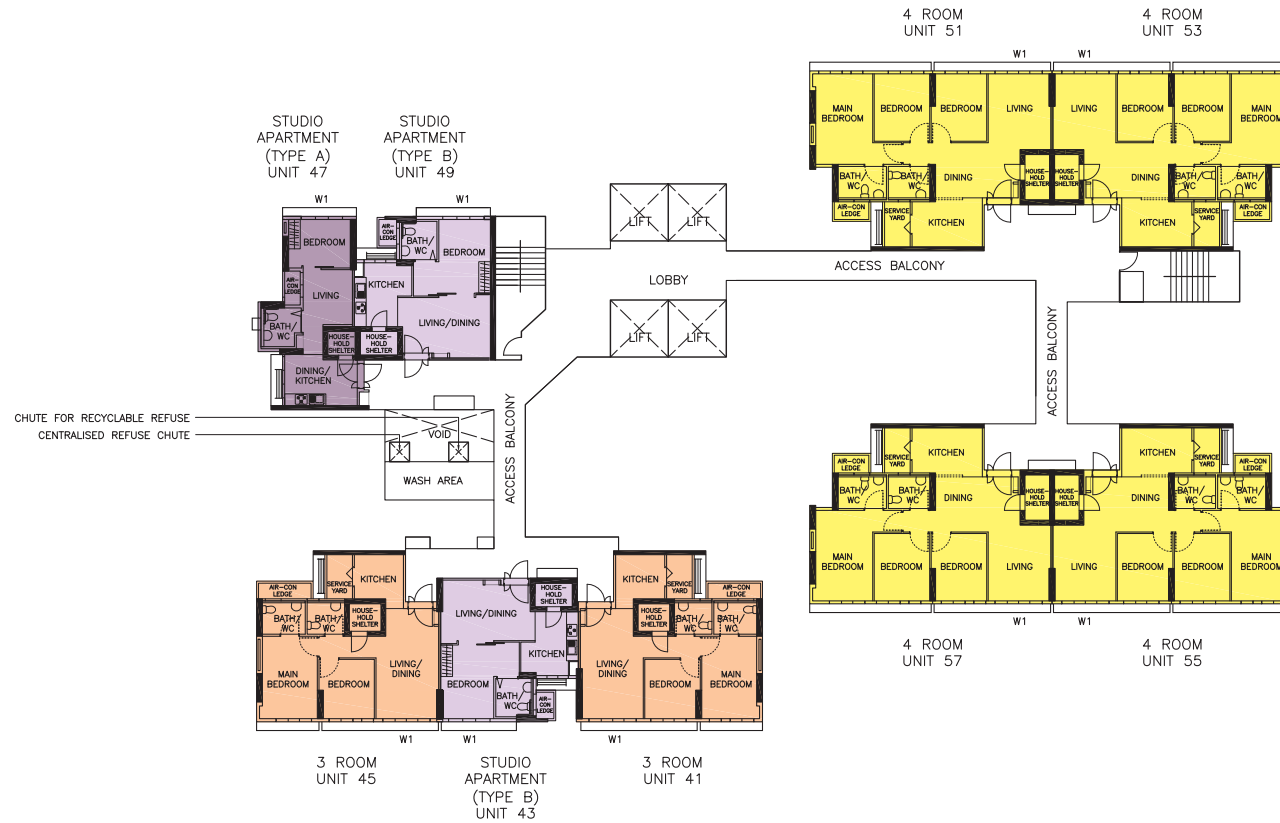 4 ROOM
UNIT 51
4 ROOM
UNIT 53
W1
W1
MAIN
BEDROOM
BEDROOM
BEDROOM
LIVING
LIVING
BEDROOM
BEDROOM
MAIN
BEDROOM
BATH/
WC
BATH/
WC
DINING
HOUSE-
HOLD
SHELTER
HOUSE-
HOLD
SHELTER
DINING
BATH/
WC
BATH/
WC
AIR-CON
LEDGE
SERVICE
YARD
KITCHEN
KITCHEN
SERVICE
YARD
AIR-CON
LEDGE
STUDIO
APARTMENT
(TYPE A)
UNIT 47
STUDIO
APARTMENT
(TYPE B)
UNIT 49
W1
W1
BEDROOM
AIR-
CON
LEDGE
BATH/
WC
BEDROOM
AIR-
CON
LEDGE
LIVING
KITCHEN
BATH/
WC
LIVING/DINING
HOUSE-
HOLD
SHELTER
HOUSE-
HOLD
SHELTER
DINING/
KITCHEN
LIFT
LIFT
LOBBY
ACCESS BALCONY
LIFT
LIFT
ACCESS BALCONY
CHUTE FOR RECYCLABLE REFUSE
CENTRALISED REFUSE CHUTE
VOID
WASH AREA
ACCESS BALCONY
KITCHEN
SERVICE
YARD
AIR-CON
LEDGE
BATH/
WC
BATH/
WC
DINING
HOUSE-
HOLD
SHELTER
HOUSE-
HOLD
SHELTER
KITCHEN
SERVICE
YARD
AIR-CON
LEDGE
DINING
BATH/
WC
BATH/
WC
MAIN
BEDROOM
BEDROOM
BEDROOM
LIVING
LIVING
BEDROOM
BEDROOM
MAIN
BEDROOM
W1
W1
4 ROOM
UNIT 57
4 ROOM
UNIT 55
AIR-CON
LEDGE
SERVICE
YARD
KITCHEN
BATH/
WC
BATH/
WC
HOUSE-
HOLD
SHELTER
LIVING/
DINING
MAIN
BEDROOM
BEDROOM
LIVING/DINING
HOUSE-
HOLD
SHELTER
KITCHEN
BEDROOM
BATH/
WC
AIR-
CON
LEDGE
KITCHEN
SERVICE
YARD
AIR-CON
LEDGE
HOUSE-
HOLD
SHELTER
BATH/
WC
BATH/
WC
LIVING/
DINING
BEDROOM
MAIN
BEDROOM
W1
W1
W1
3 ROOM
UNIT 45
STUDIO
APARTMENT
(TYPE B)
UNIT 43
3 ROOM
UNIT 41